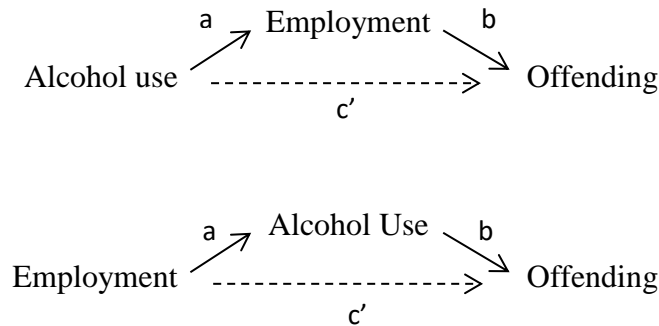 a Employment b
Alcohol use Offending
c’
a Alcohol Use b
Employment Offending
c’